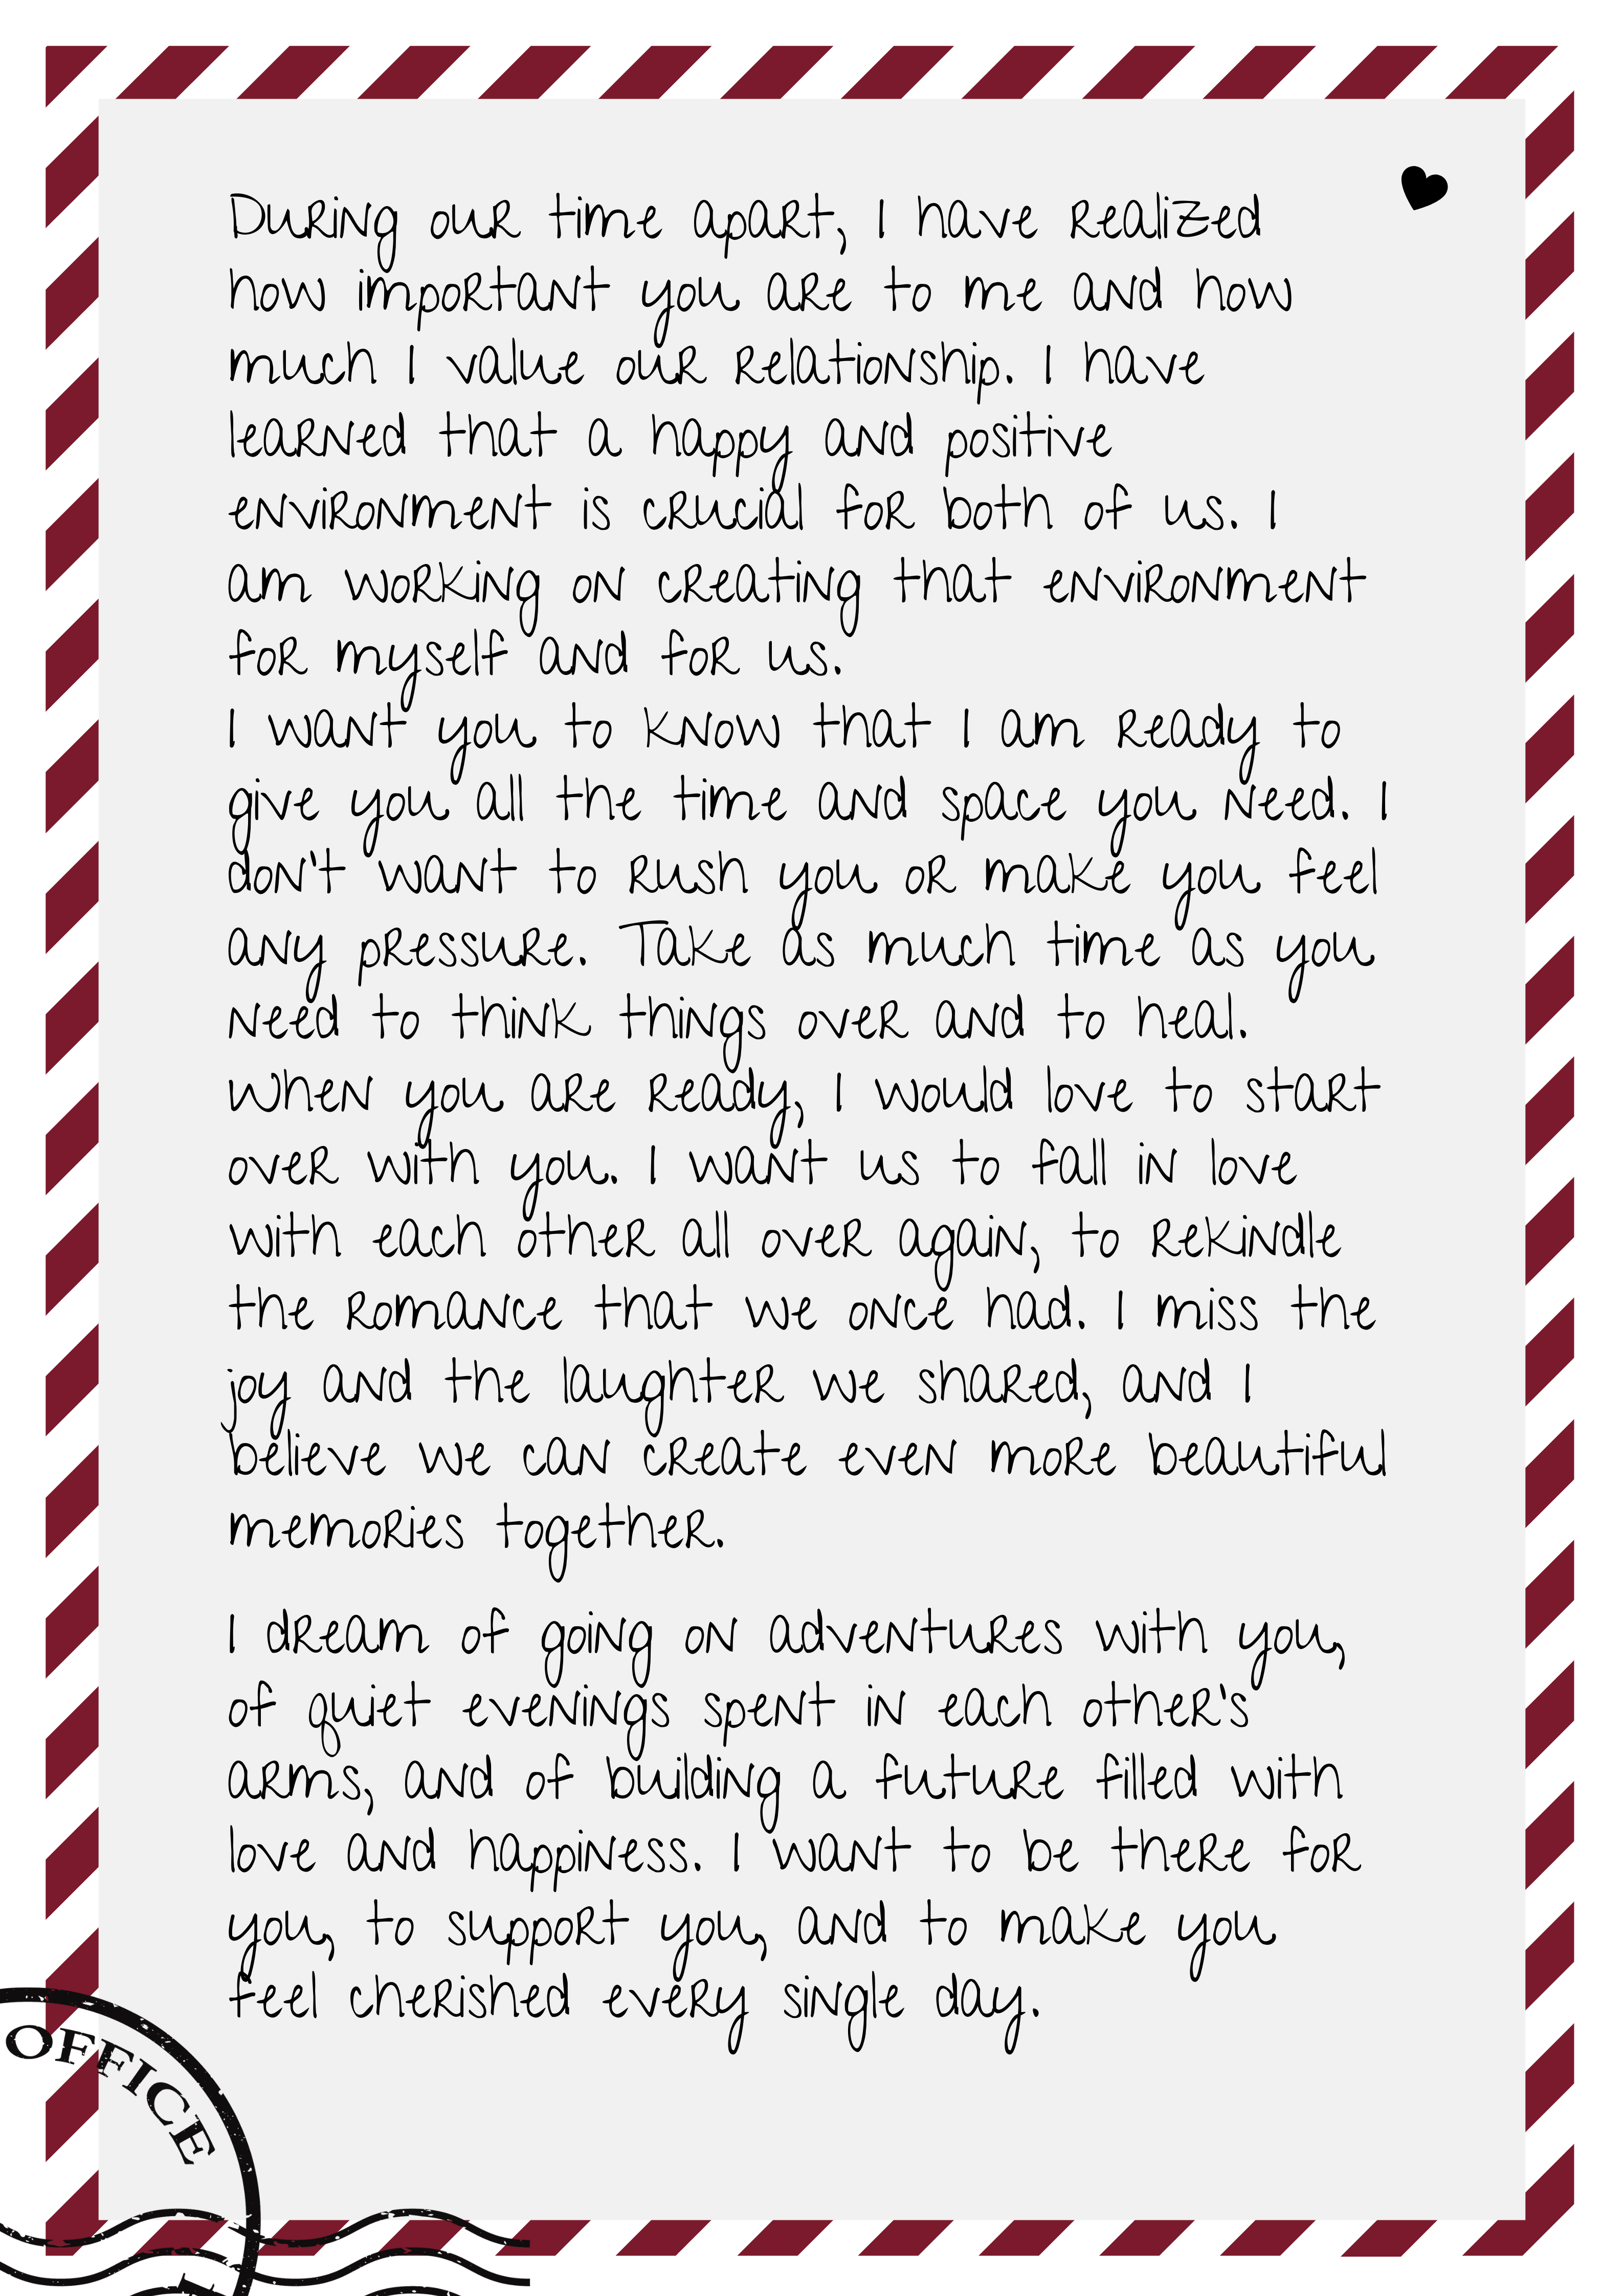 During our time apart, I have realized
how important you are to me and how
much I value our relationship. I have
learned that a happy and positive
environment is crucial for both of us. I
am working on creating that environment
for myself and for us.
I want you to know that I am ready to
give you all the time and space you need. I
don't want to rush you or make you feel
any pressure. Take as much time as you
need to think things over and to heal.
When you are ready, I would love to start
over with you. I want us to fall in love
with each other all over again, to rekindle
the romance that we once had. I miss the
joy and the laughter we shared, and I
believe we can create even more beautiful
memories together.
I dream of going on adventures with you,
of quiet evenings spent in each other's
arms, and of building a future filled with
love and happiness. I want to be there for
you, to support you, and to make you
feel cherished every single day.
OFFICE